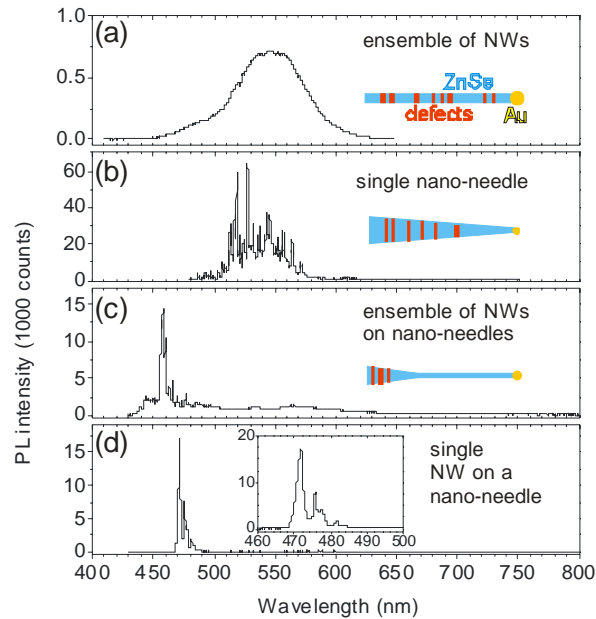 (a)
ensemble of NWs
1.0
ZnSe
0.5
defects
Au
0.0
(b)
single nano-needle
60
40
20
0
PL intensity (1000 counts)
(c)
ensemble of NWs
on nano-needles
15
10
5
0
(d)
single
NW on a
nano-needle
20
10
0
460 470 480 490 500
15
10
5
0
400 450 500 550 600 650 700 750 800
Wavelength (nm)